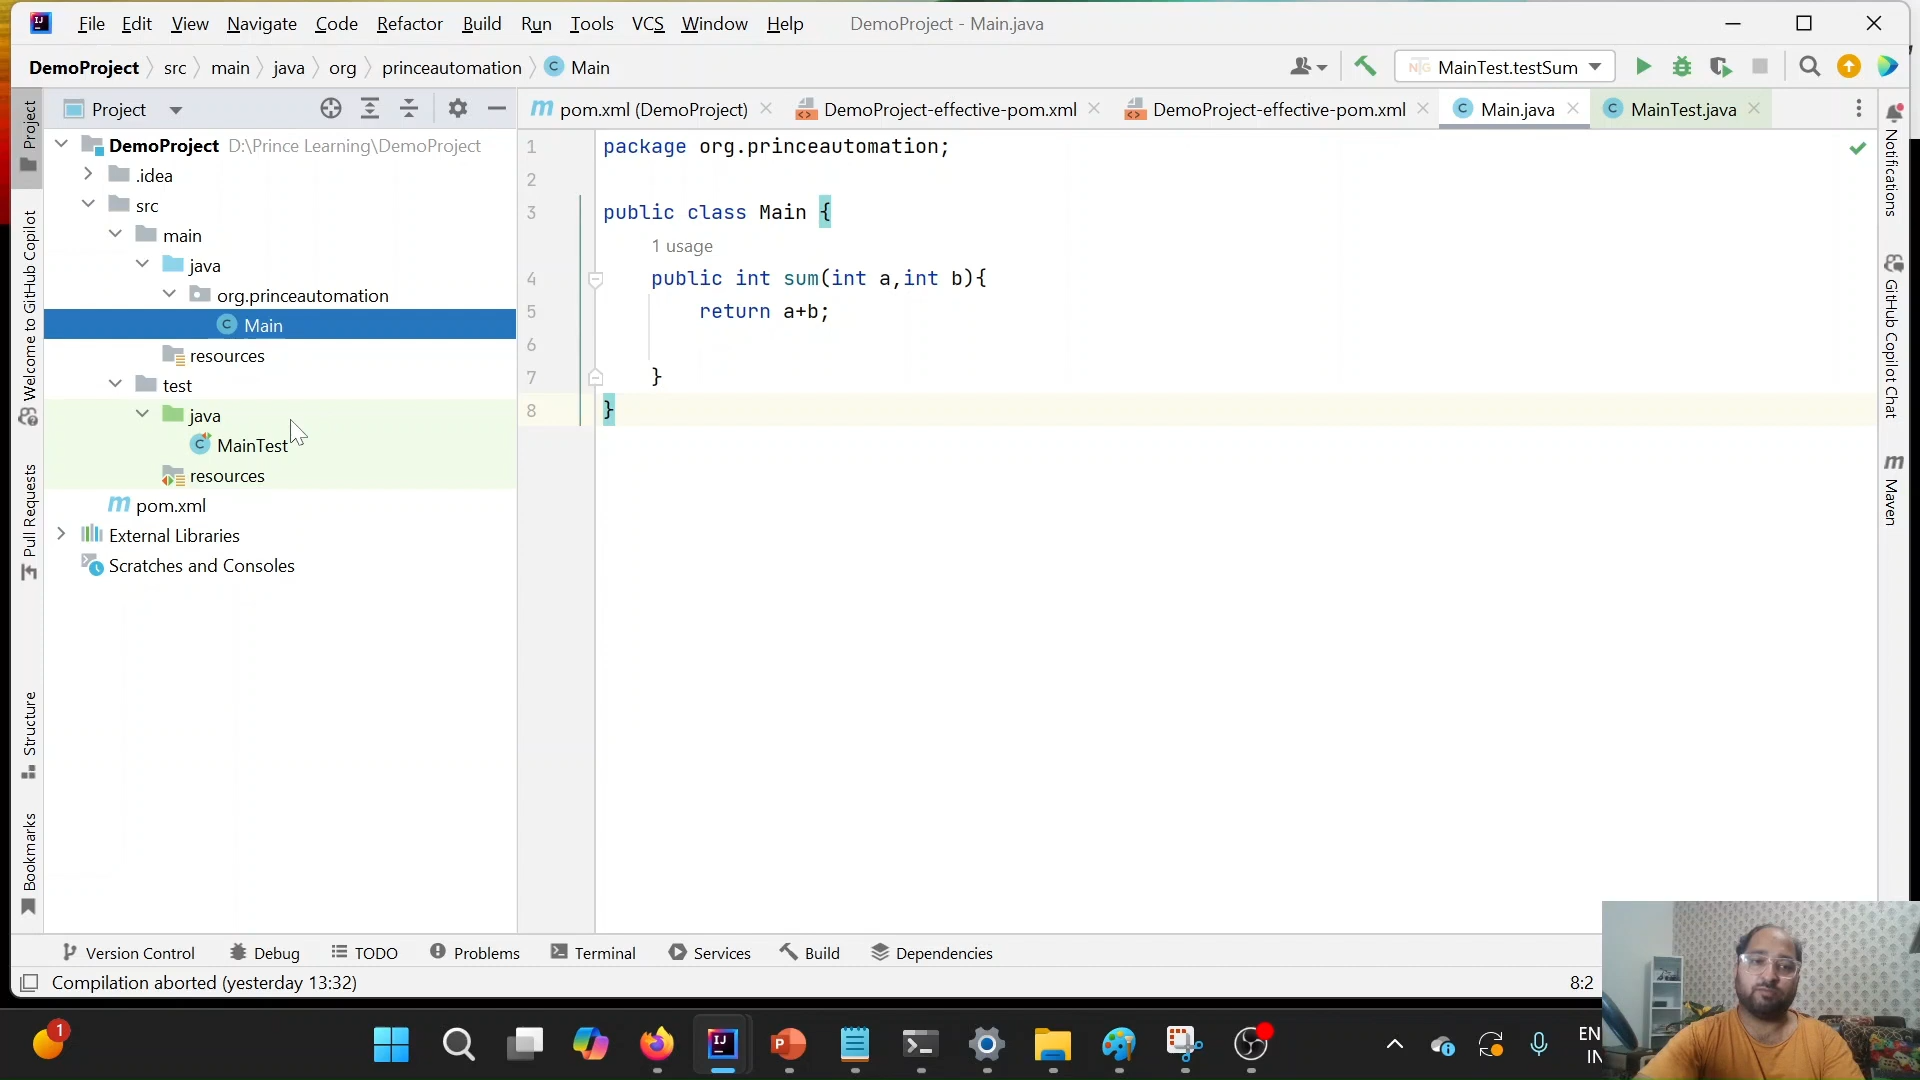 File Edit View Navigate Code Refactor Build Run Tools VCS Window Help DemoProject - Main.java
DemoProject src main java org princeautomation Main
MainTest.testSum
Project
pom.xml (DemoProject) DemoProject-effective-pom.xml DemoProject-effective-pom.xml Main.java MainTest.java
DemoProject D:\Prince Learning\DemoProject
.idea
src
main
java
org.princeautomation
Main
resources
test
java
MainTest
resources
pom.xml
External Libraries
Scratches and Consoles
1 package org.princeautomation;
2
3 public class Main {
1 usage
4 public int sum(int a,int b){
5 return a+b;
6
7 }
8 }
Project
Welcome to GitHub Copilot
Pull Requests
Structure
Bookmarks
Notifications
GitHub Copilot Chat
Maven
Version Control Debug TODO Problems Terminal Services Build Dependencies
Compilation aborted (yesterday 13:32)
8:2
1
EN
IN